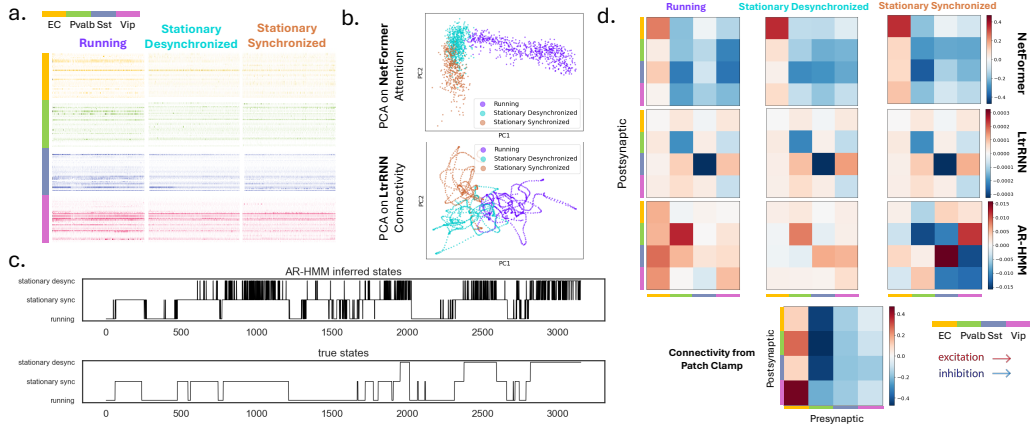 a.
EC Pvalb Sst Vip
Running
Stationary Desynchronized
Stationary Synchronized
b.
PCA on NetFormer Attention
PC2
Running
Stationary Desynchronized
Stationary Synchronized
PC1
PCA on LtrRNN Connectivity
PC2
Running
Stationary Desynchronized
Stationary Synchronized
PC1
c.
AR-HMM inferred states
stationary desync
stationary sync
running
0 500 1000 1500 2000 2500 3000
true states
stationary desync
stationary sync
running
0 500 1000 1500 2000 2500 3000
d.
Running
Stationary Desynchronized
Stationary Synchronized
Postsynaptic
0.4
0.2
0.0
−0.2
−0.4
NetFormer
0.0003
0.0002
0.0001
0.0000
−0.0001
−0.0002
−0.0003
LtrRNN
0.015
0.010
0.005
0.000
−0.005
−0.010
−0.015
AR-HMM
Connectivity from
Patch Clamp
Postsynaptic
Presynaptic
0.4
0.2
0.0
−0.2
−0.4
EC Pvalb Sst Vip
excitation
inhibition